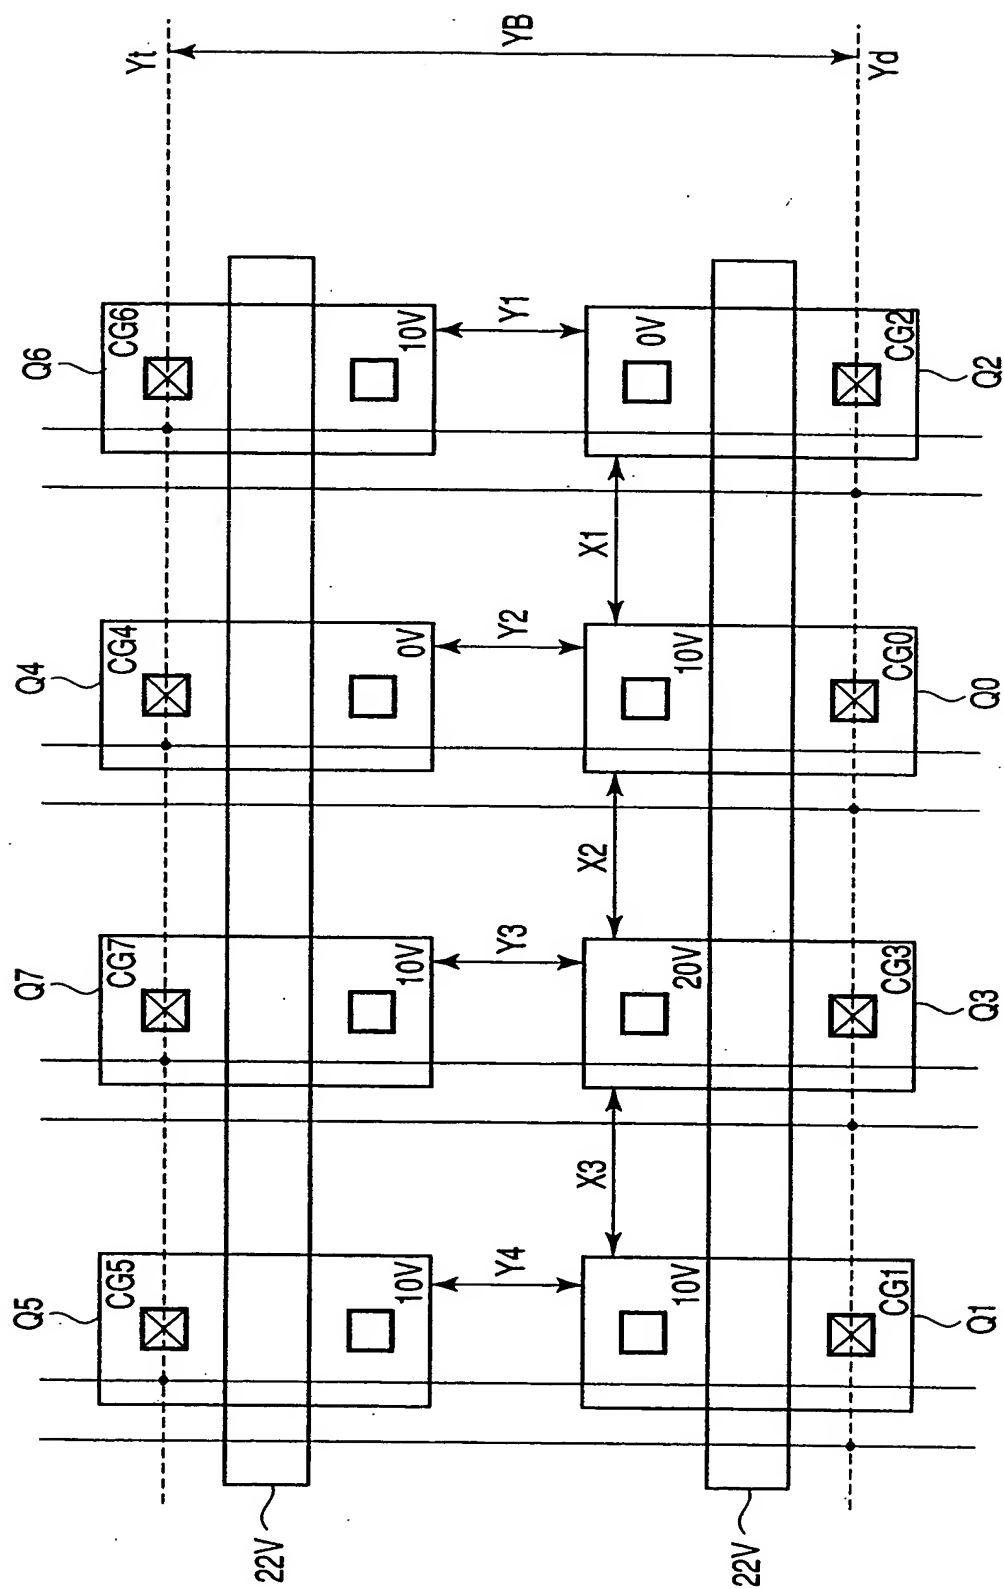 Q5 Q7 Q4 Q6
CG5 CG7 CG4 CG6 Yt
22V
10V 10V 0V 10V
Y4 Y3 Y2 Y1 YB
X3 X2 X1
10V 20V 10V 0V
22V
CG1 CG3 CG0 CG2 Yd
Q1 Q3 Q0 Q2